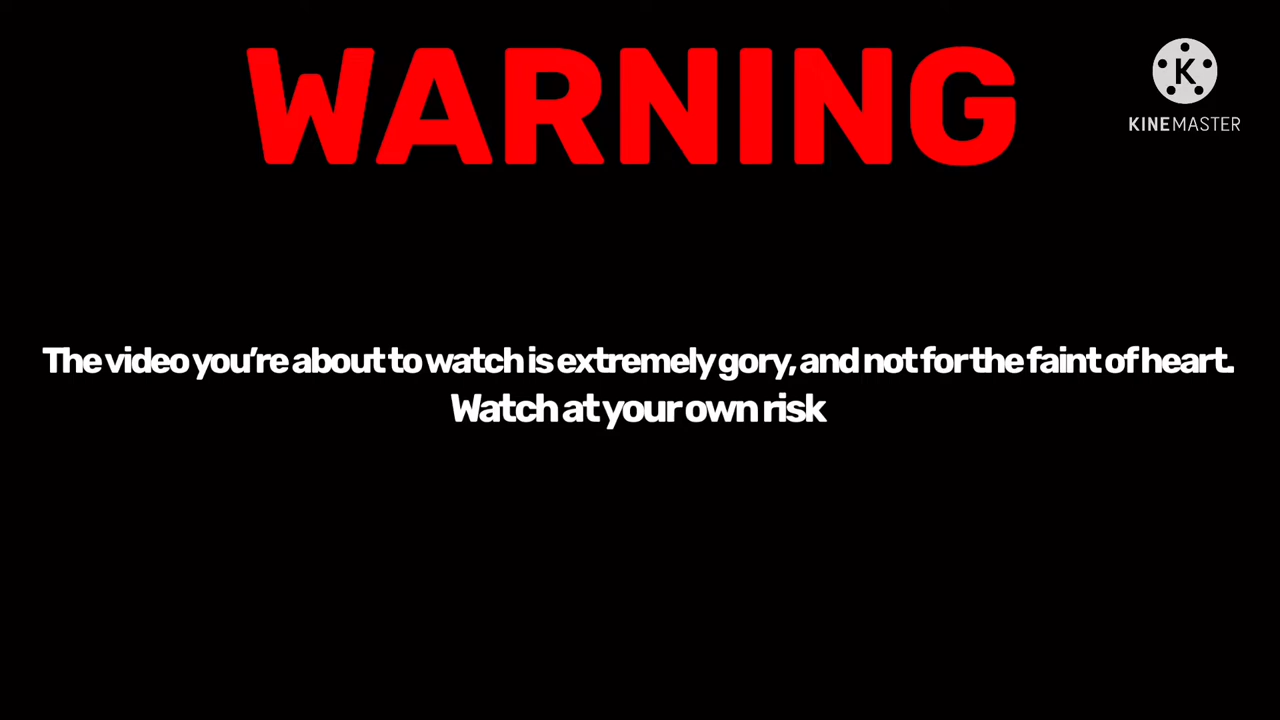 WARNING
K
KINEMASTER
The video you're about to watch is extremely gory, and not for the faint of heart.
Watch at your own risk